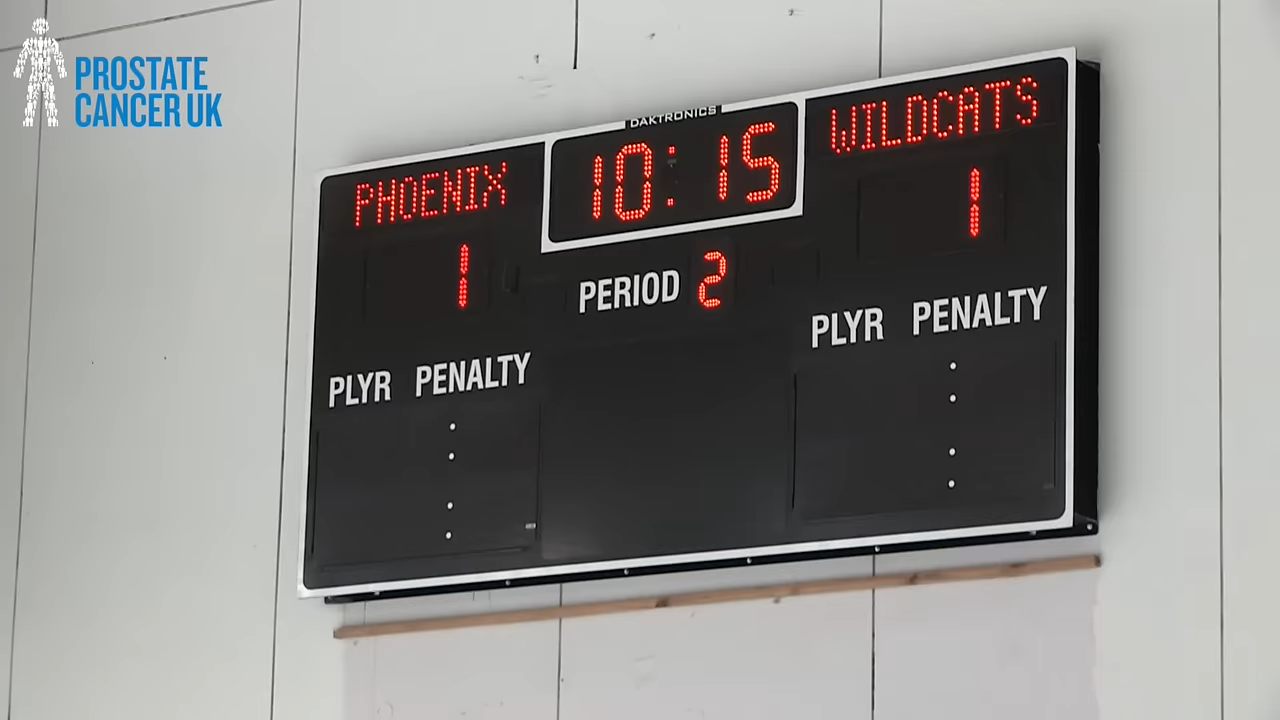 PROSTATE
CANCER UK
DAKTRONICS
PHOENIX
10:15
WILDCATS
1
PERIOD 2
1
PLYR PENALTY
PLYR PENALTY